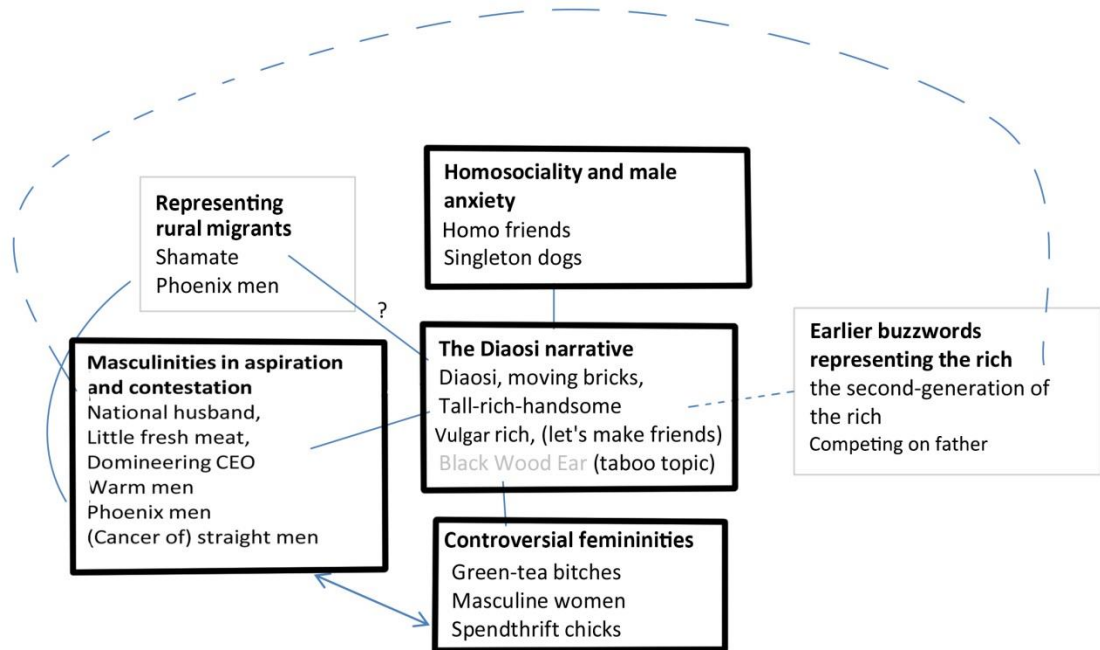 Homosociality and male
anxiety
Homo friends
Singleton dogs
Representing
rural migrants
Shamate
Phoenix men
?
Masculinities in aspiration
and contestation
National husband,
Little fresh meat,
Domineering CEO
Warm men
Phoenix men
(Cancer of) straight men
The Diaosi narrative
Diaosi, moving bricks,
Tall-rich-handsome
Vulgar rich, (let's make friends)
Black Wood Ear (taboo topic)
Earlier buzzwords
representing the rich
the second-generation of
the rich
Competing on father
Controversial femininities
Green-tea bitches
Masculine women
Spendthrift chicks